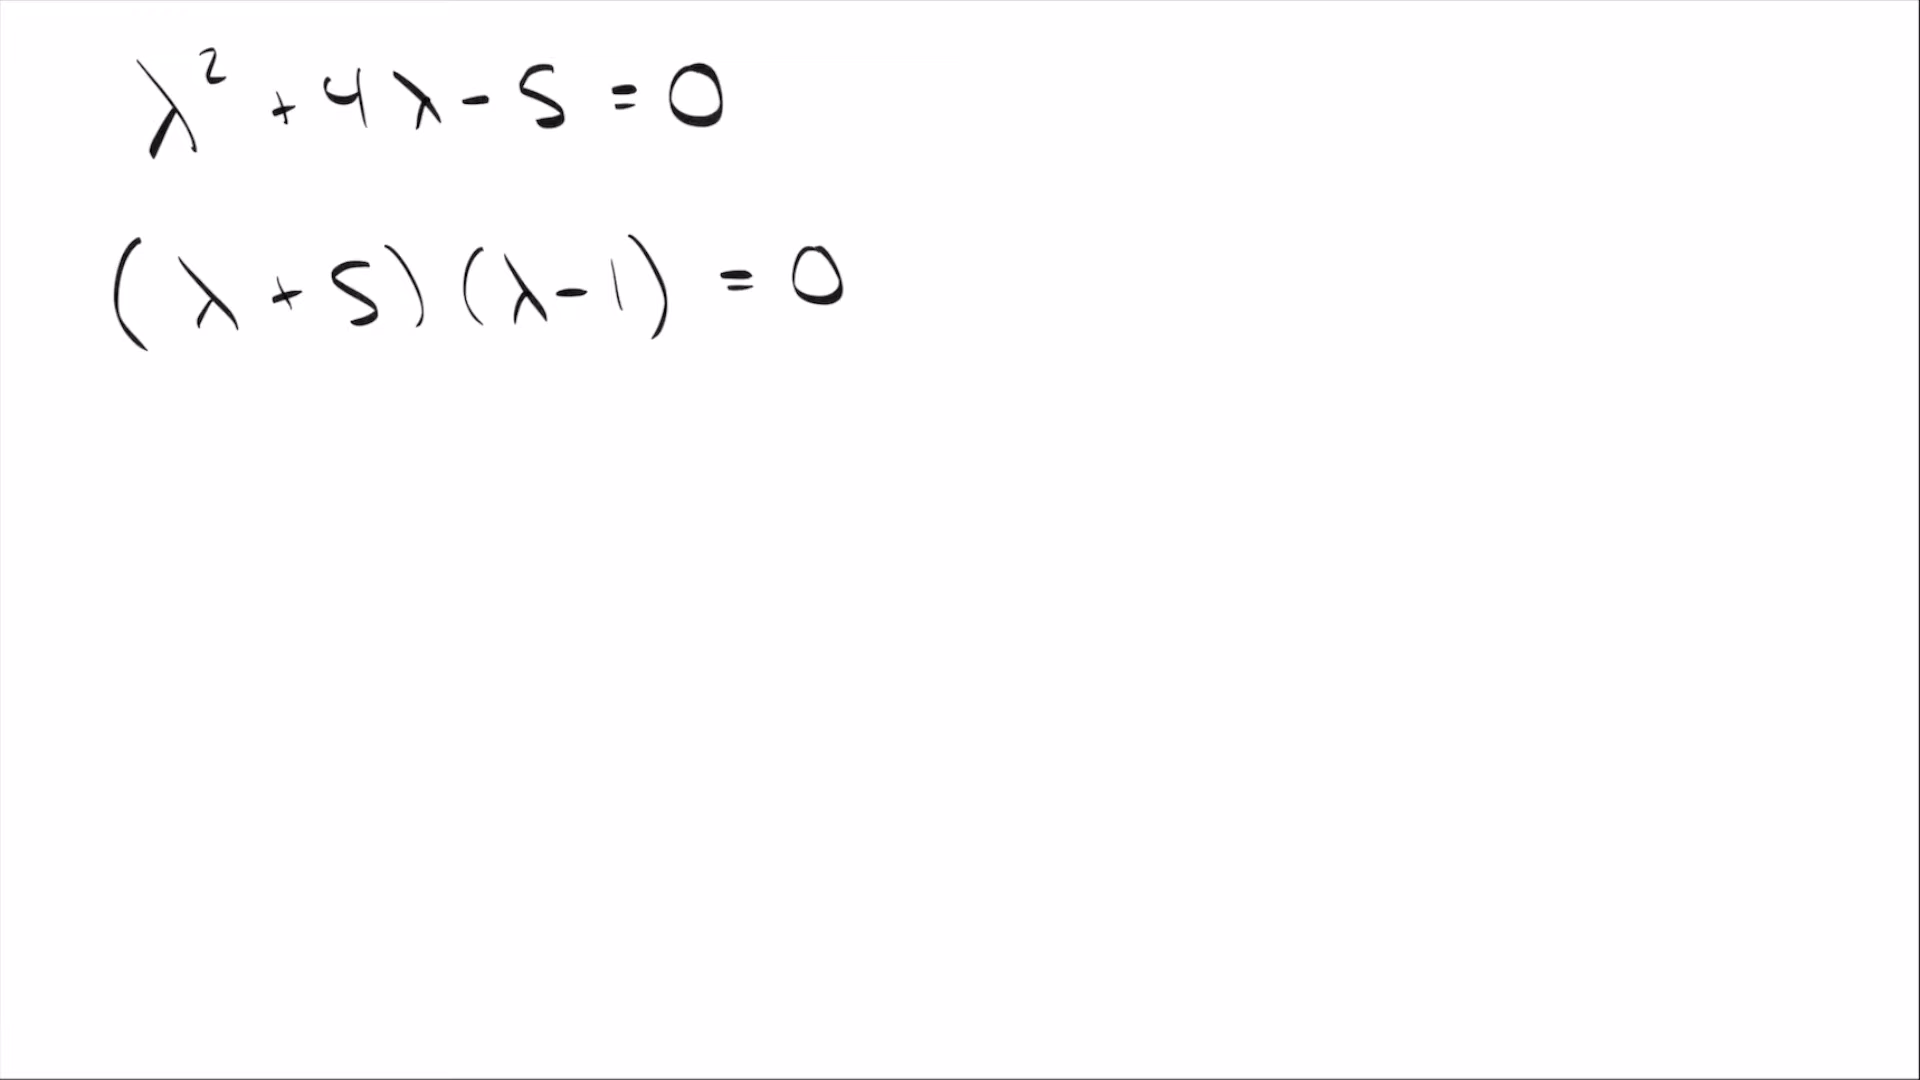 λ² + 4λ - 5 = 0
(λ + 5)(λ - 1) = 0